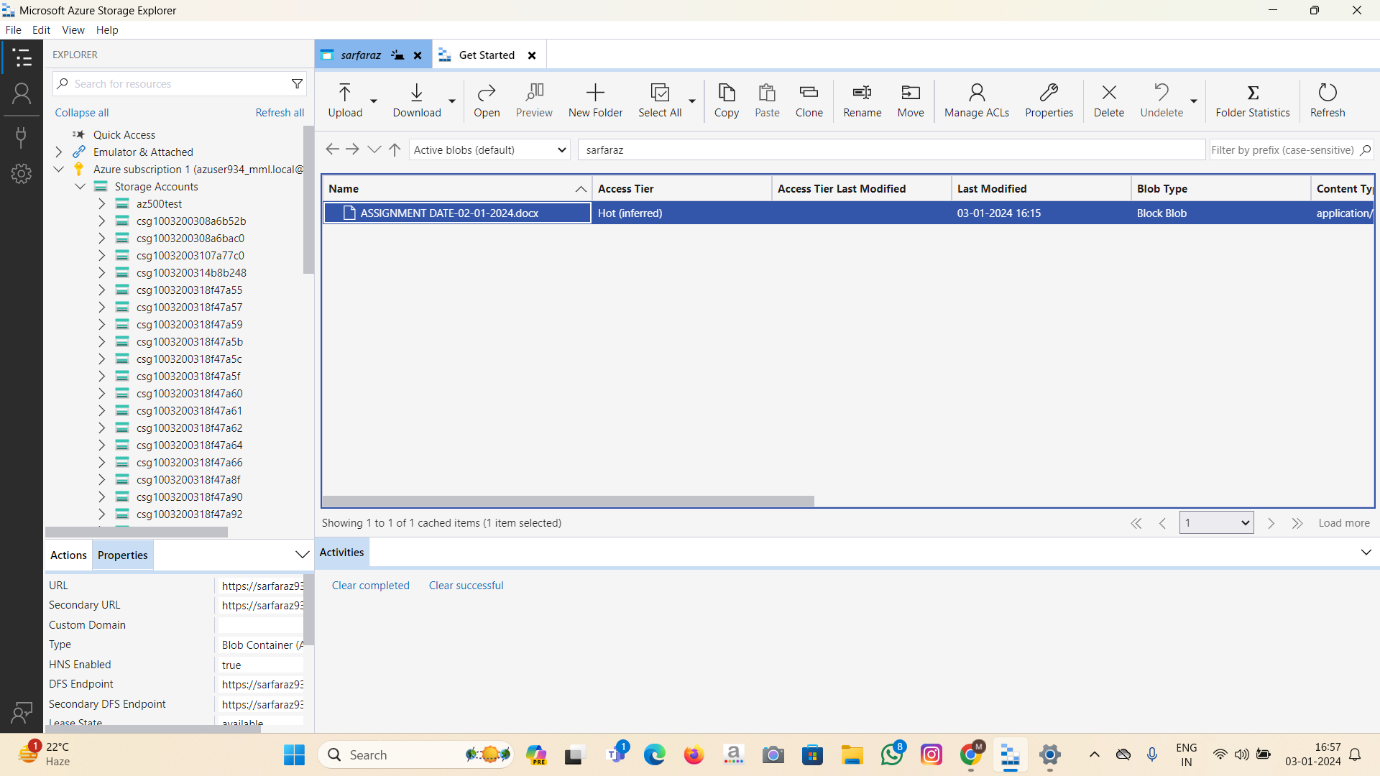 Microsoft Azure Storage Explorer
File Edit View Help
EXPLORER
Search for resources
Collapse all Refresh all
Quick Access
Emulator & Attached
Azure subscription 1 (azuser934_mml.local@
Storage Accounts
az500test
csg1003200308a6b52b
csg1003200308a6bac0
csg10032003107a77c0
csg1003200314b8b248
csg1003200318f47a55
csg1003200318f47a57
csg1003200318f47a59
csg1003200318f47a5b
csg1003200318f47a5c
csg1003200318f47a5f
csg1003200318f47a60
csg1003200318f47a61
csg1003200318f47a62
csg1003200318f47a64
csg1003200318f47a66
csg1003200318f47a8f
csg1003200318f47a90
csg1003200318f47a92
Actions Properties
URL https://sarfaraz93
Secondary URL https://sarfaraz93
Custom Domain
Type Blob Container (A
HNS Enabled true
DFS Endpoint https://sarfaraz93
Secondary DFS Endpoint https://sarfaraz93
Lease State available
sarfaraz Get Started
Upload Download Open Preview New Folder Select All Copy Paste Clone Rename Move Manage ACLs Properties Delete Undelete Folder Statistics Refresh
Active blobs (default) sarfaraz Filter by prefix (case-sensitive)
Name Access Tier Access Tier Last Modified Last Modified Blob Type Content Typ
ASSIGNMENT DATE-02-01-2024.docx Hot (inferred) 03-01-2024 16:15 Block Blob application/
Showing 1 to 1 of 1 cached items (1 item selected) 1 Load more
Activities
Clear completed Clear successful
1 22°C
Haze
Search
PRE
1
a
8
M
ENG
IN
16:57
03-01-2024